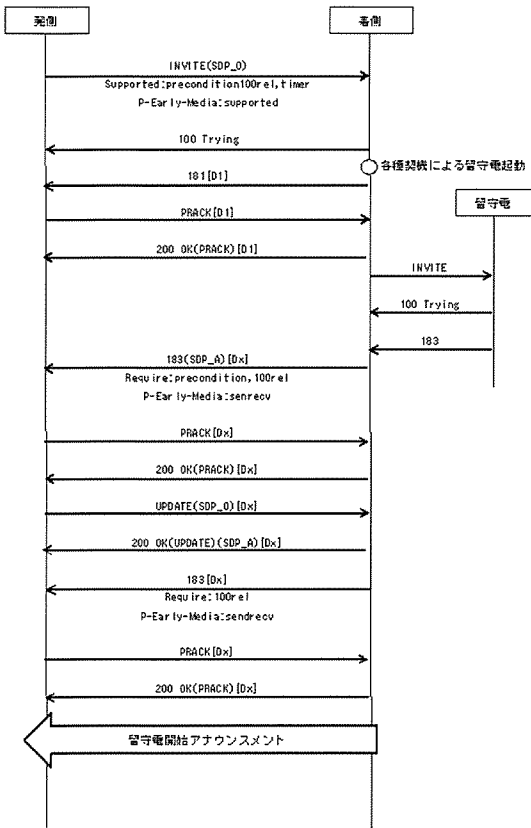 発側
着側
INVITE(SDP_O)
Supported:precondition100rel,timer
P-Early-Media:supported
100 Trying
各種契機による留守電起動
181[D1]
留守電
PRACK[D1]
200 OK(PRACK)[D1]
INVITE
100 Trying
183
183(SDP_A)[Dx]
Require:precondition,100rel
P-Early-Media:senrecv
PRACK[Dx]
200 OK(PRACK)[Dx]
UPDATE(SDP_O)[Dx]
200 OK(UPDATE)(SDP_A)[Dx]
183[Dx]
Require:100rel
P-Early-Media:sendrecv
PRACK[Dx]
200 OK(PRACK)[Dx]
留守電開始アナウンスメント